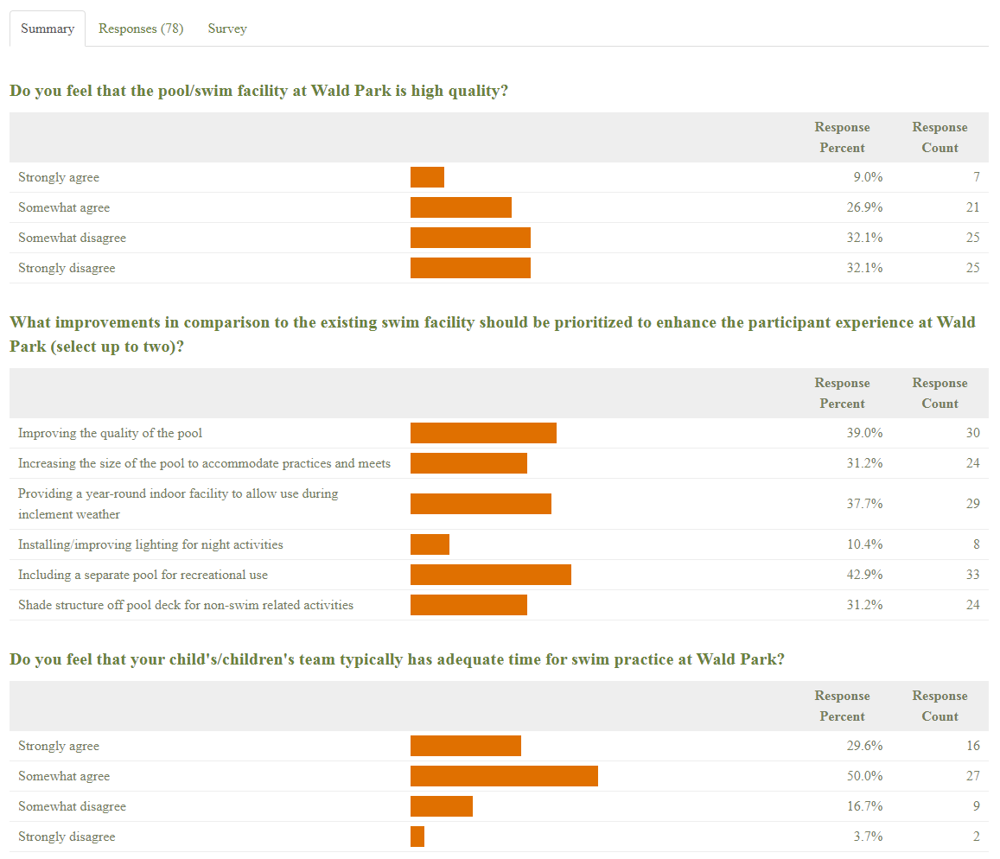 Summary Responses (78) Survey
Do you feel that the pool/swim facility at Wald Park is high quality?
Response Response
Percent Count
Strongly agree 9.0% 7
Somewhat agree 26.9% 21
Somewhat disagree 32.1% 25
Strongly disagree 32.1% 25
What improvements in comparison to the existing swim facility should be prioritized to enhance the participant experience at Wald
Park (select up to two)?
Response Response
Percent Count
Improving the quality of the pool 39.0% 30
Increasing the size of the pool to accommodate practices and meets 31.2% 24
Providing a year-round indoor facility to allow use during
inclement weather 37.7% 29
Installing/improving lighting for night activities 10.4% 8
Including a separate pool for recreational use 42.9% 33
Shade structure off pool deck for non-swim related activities 31.2% 24
Do you feel that your child's/children's team typically has adequate time for swim practice at Wald Park?
Response Response
Percent Count
Strongly agree 29.6% 16
Somewhat agree 50.0% 27
Somewhat disagree 16.7% 9
Strongly disagree 3.7% 2